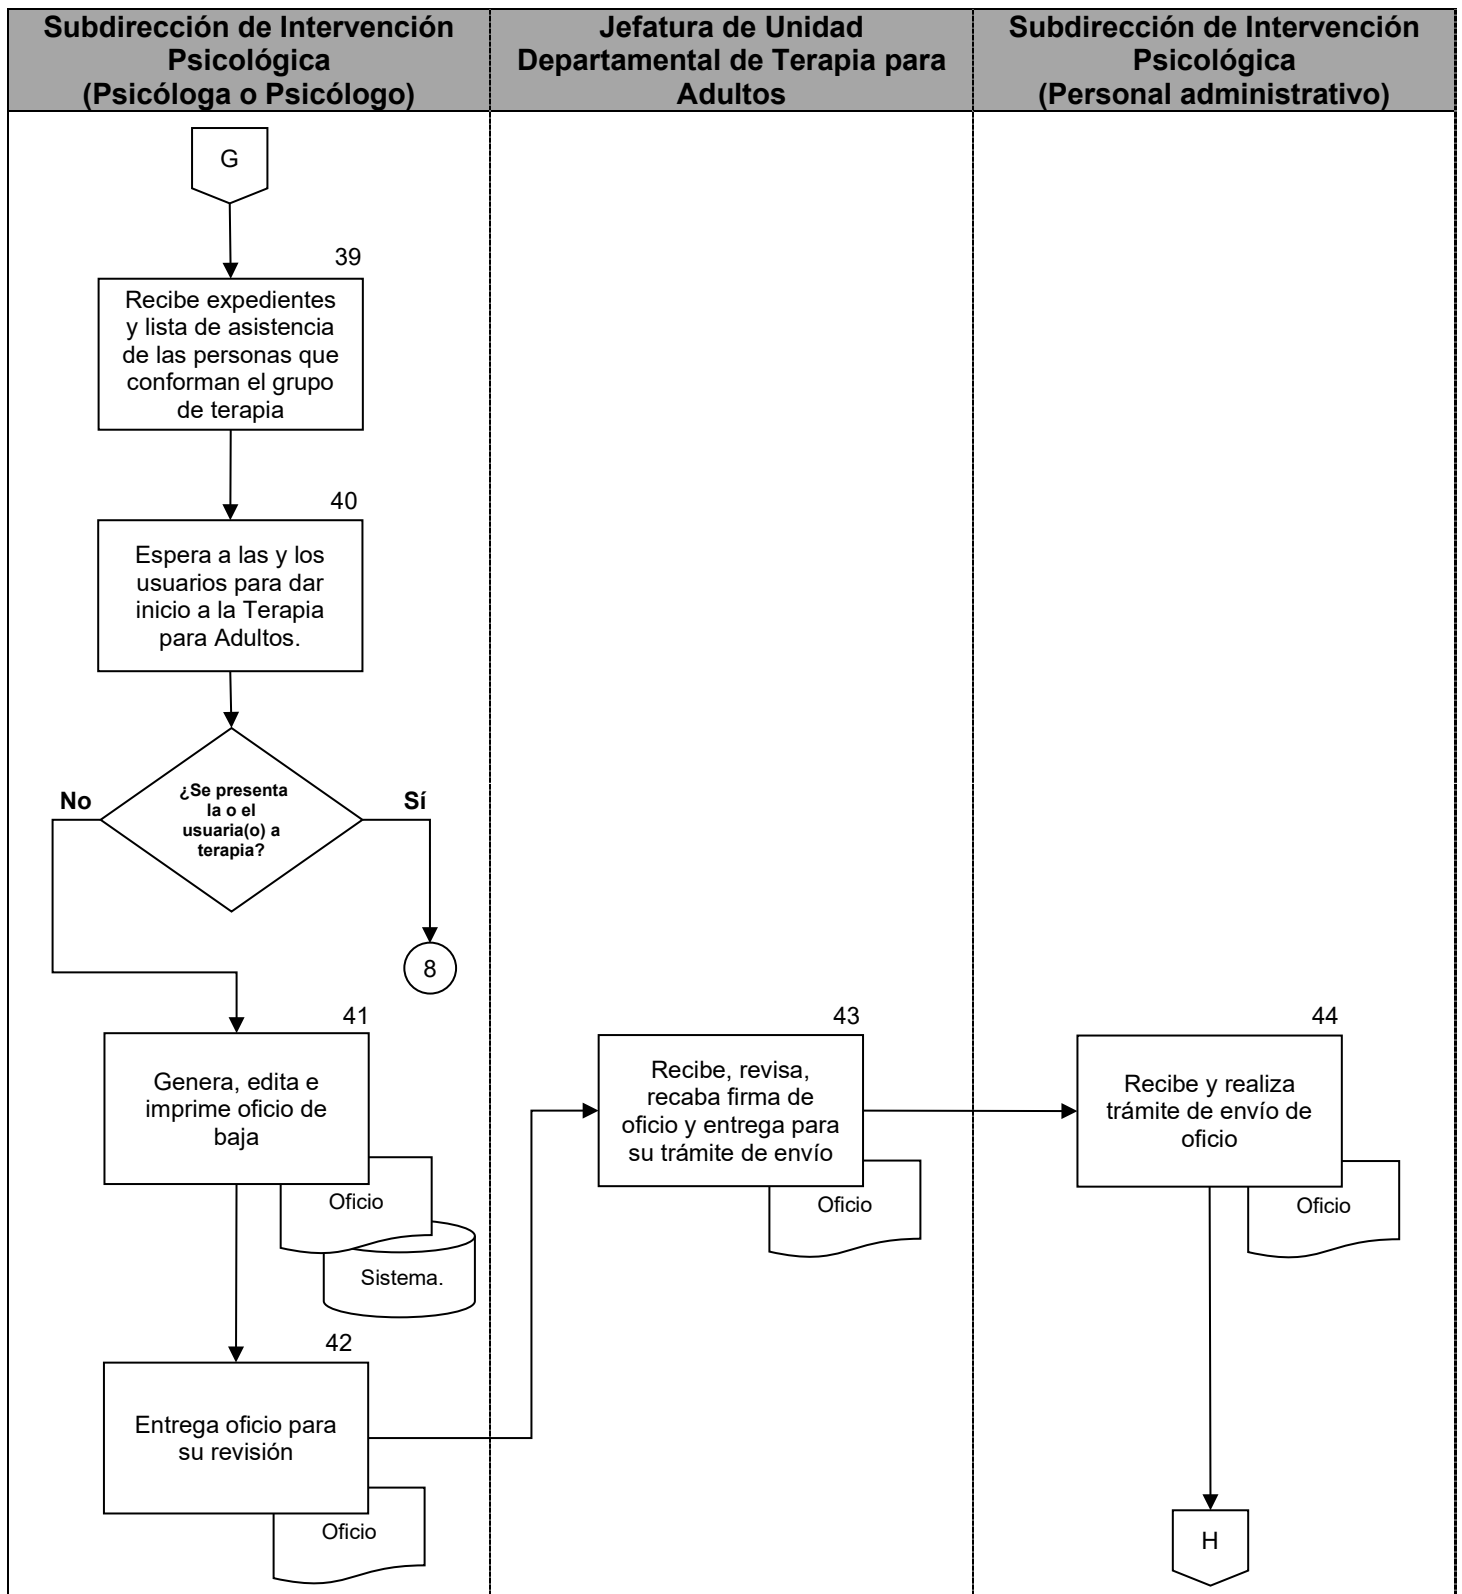 Subdirección de Intervención
Psicológica
(Psicóloga o Psicólogo)
Jefatura de Unidad
Departamental de Terapia para
Adultos
Subdirección de Intervención
Psicológica
(Personal administrativo)
G
39
Recibe expedientes
y lista de asistencia
de las personas que
conforman el grupo
de terapia
40
Espera a las y los
usuarios para dar
inicio a la Terapia
para Adultos.
¿Se presenta
la o el
usuaria(o) a
terapia?
No
Sí
8
41
Genera, edita e
imprime oficio de
baja
Oficio
Sistema.
42
Entrega oficio para
su revisión
Oficio
43
Recibe, revisa,
recaba firma de
oficio y entrega para
su trámite de envío
Oficio
44
Recibe y realiza
trámite de envío de
oficio
Oficio
H